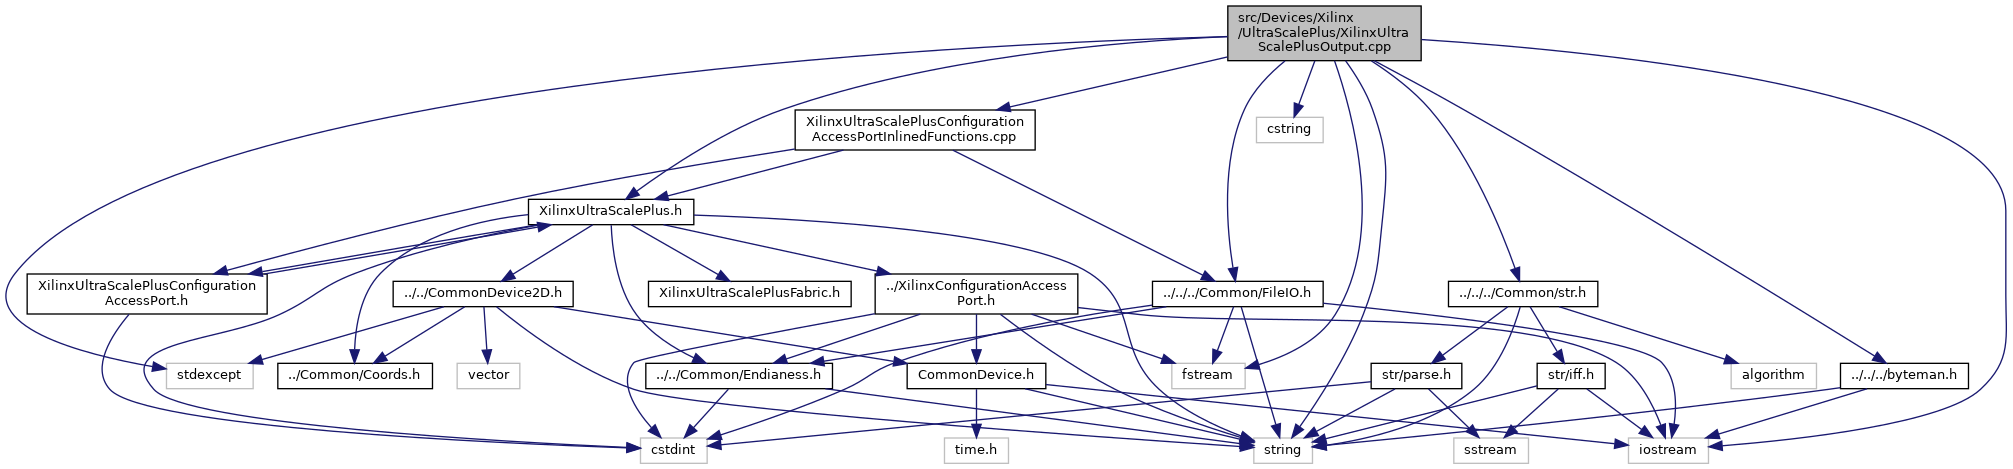 src/Devices/Xilinx
/UltraScalePlus/XilinxUltra
ScalePlusOutput.cpp
XilinxUltraScalePlusConfiguration
AccessPortInlinedFunctions.cpp
cstring
XilinxUltraScalePlus.h
XilinxUltraScalePlusConfiguration
AccessPort.h
../../CommonDevice2D.h
XilinxUltraScalePlusFabric.h
../XilinxConfigurationAccess
Port.h
../../../Common/FileIO.h
../../../Common/str.h
stdexcept
../Common/Coords.h
vector
../../Common/Endianess.h
CommonDevice.h
fstream
str/parse.h
str/iff.h
algorithm
../../../byteman.h
cstdint
time.h
string
sstream
iostream